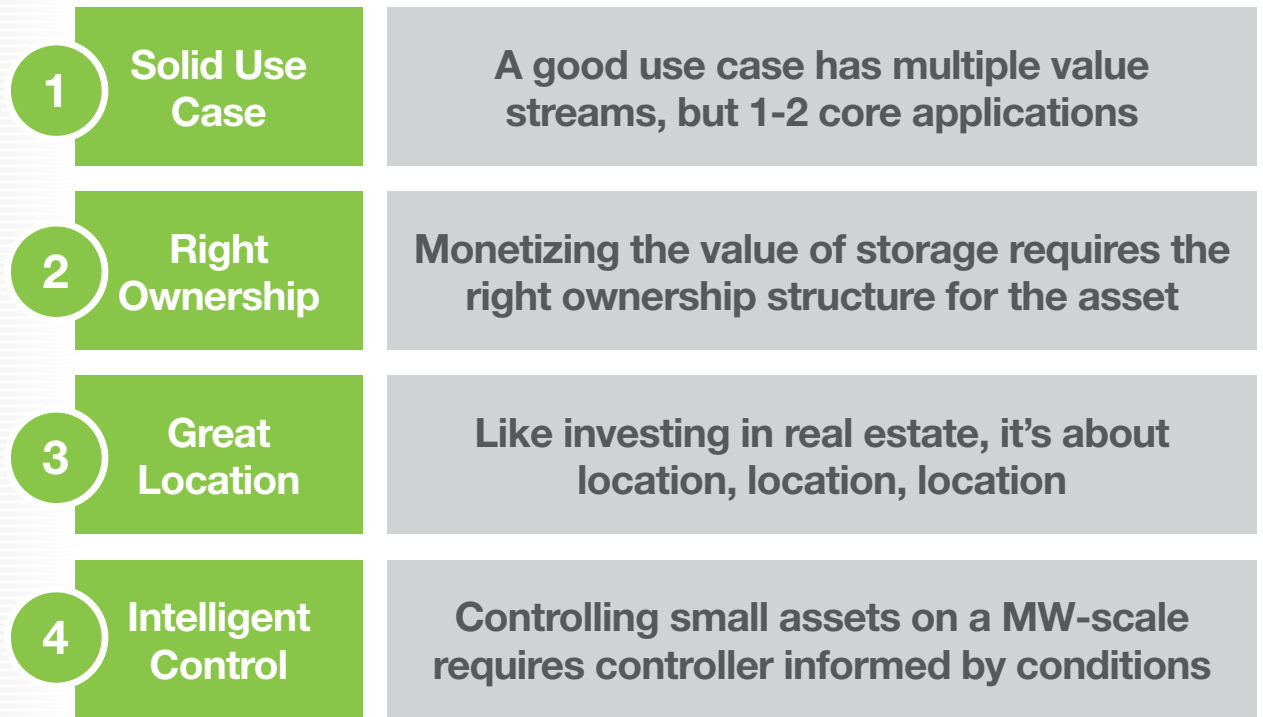 1
Solid Use
Case
A good use case has multiple value
streams, but 1-2 core applications
2
Right
Ownership
Monetizing the value of storage requires the
right ownership structure for the asset
3
Great
Location
Like investing in real estate, it’s about
location, location, location
4
Intelligent
Control
Controlling small assets on a MW-scale
requires controller informed by conditions